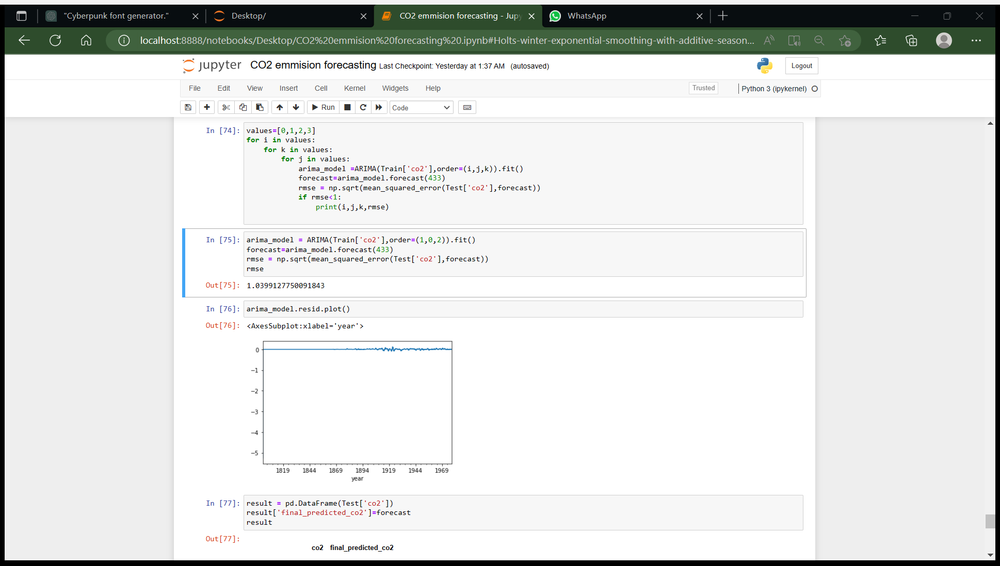 "Cyberpunk font generator."
Desktop/
CO2 emmision forecasting - Jupy
WhatsApp
localhost:8888/notebooks/Desktop/CO2%20emmision%20forecasting%20.ipynb#Holts-winter-exponential-smoothing-with-additive-season...
jupyter CO2 emmision forecasting Last Checkpoint: Yesterday at 1:37 AM (autosaved)
Logout
File Edit View Insert Cell Kernel Widgets Help
Trusted
Python 3 (ipykernel)
Run
Code
In [74]: values=[0,1,2,3]
for i in values:
    for k in values:
        for j in values:
            arima_model =ARIMA(Train['co2'],order=(i,j,k)).fit()
            forecast=arima_model.forecast(433)
            rmse = np.sqrt(mean_squared_error(Test['co2'],forecast))
            if rmse<1:
                print(i,j,k,rmse)
In [75]: arima_model = ARIMA(Train['co2'],order=(1,0,2)).fit()
forecast=arima_model.forecast(433)
rmse = np.sqrt(mean_squared_error(Test['co2'],forecast))
rmse
Out[75]: 1.0399127750091843
In [76]: arima_model.resid.plot()
Out[76]: <AxesSubplot:xlabel='year'>
0
−1
−2
−3
−4
−5
1819 1844 1869 1894 1919 1944 1969
year
In [77]: result = pd.DataFrame(Test['co2'])
result['final_predicted_co2']=forecast
result
Out[77]:
co2 final_predicted_co2